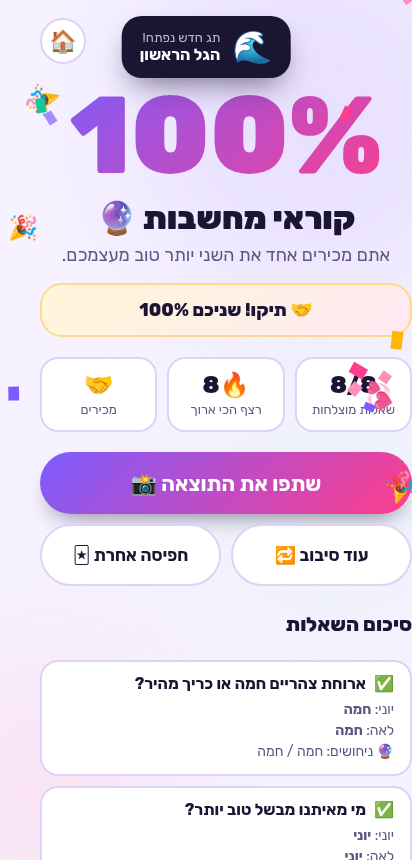 תג חדש נפתח!
הגל הראשון
100%
קוראי מחשבות
אתם מכירים אחד את השני יותר טוב מעצמכם.
תיקו! שניכם 100%
8/8
שאלות מוצלחות
8
רצף הכי ארוך
מכירים
שתפו את התוצאה
עוד סיבוב
חפיסה אחרת
סיכום השאלות
ארוחת צהריים חמה או כריך מהיר?
יוני: חמה
לאה: חמה
ניחושים: חמה / חמה
מי מאיתנו מבשל טוב יותר?
יוני: יוני
לאה: יוני